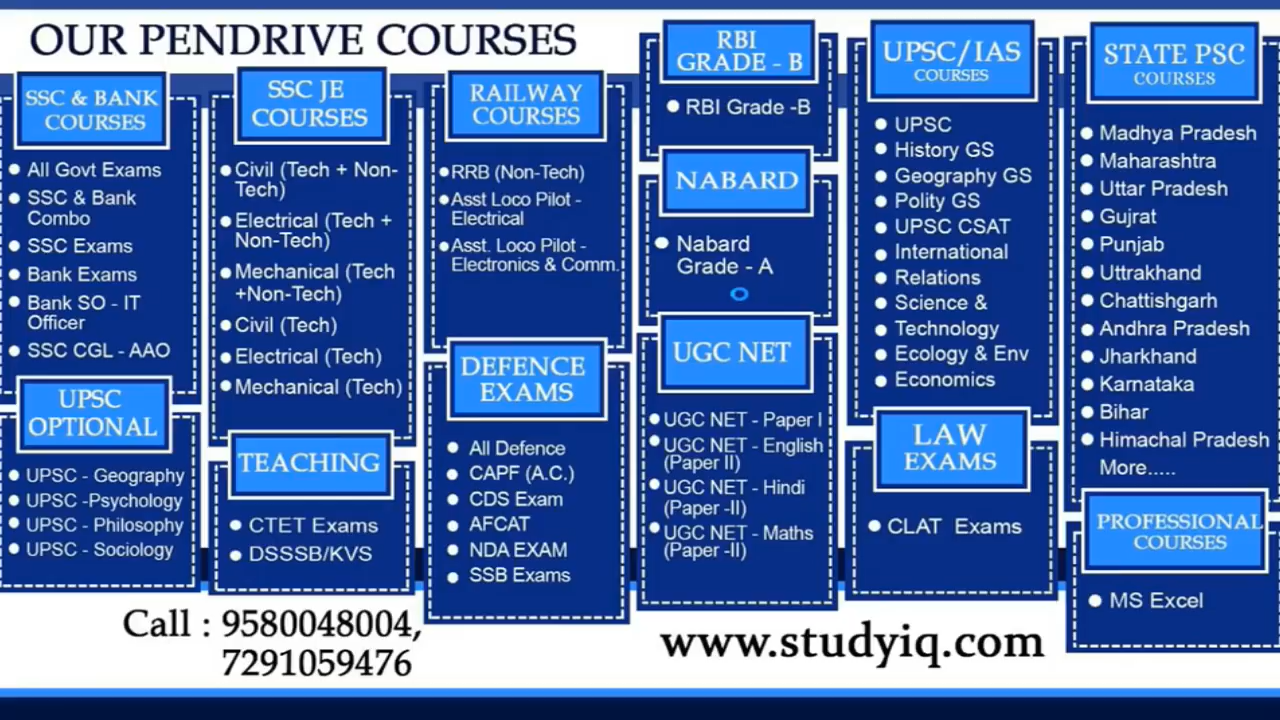 OUR PENDRIVE COURSES
SSC & BANK
COURSES
All Govt Exams
SSC & Bank
Combo
SSC Exams
Bank Exams
Bank SO - IT
Officer
SSC CGL - AAO
UPSC
OPTIONAL
UPSC - Geography
UPSC -Psychology
UPSC - Philosophy
UPSC - Sociology
SSC JE
COURSES
Civil (Tech + Non-
Tech)
Electrical (Tech +
Non-Tech)
Mechanical (Tech
+Non-Tech)
Civil (Tech)
Electrical (Tech)
Mechanical (Tech)
TEACHING
CTET Exams
DSSSB/KVS
RAILWAY
COURSES
RRB (Non-Tech)
Asst Loco Pilot -
Electrical
Asst. Loco Pilot -
Electronics & Comm.
DEFENCE
EXAMS
All Defence
CAPF (A.C.)
CDS Exam
AFCAT
NDA EXAM
SSB Exams
RBI
GRADE - B
RBI Grade -B
NABARD
Nabard
Grade - A
UGC NET
UGC NET - Paper I
UGC NET - English
(Paper II)
UGC NET - Hindi
(Paper -II)
UGC NET - Maths
(Paper -II)
UPSC/IAS
COURSES
UPSC
History GS
Geography GS
Polity GS
UPSC CSAT
International
Relations
Science &
Technology
Ecology & Env
Economics
LAW
EXAMS
CLAT Exams
STATE PSC
COURSES
Madhya Pradesh
Maharashtra
Uttar Pradesh
Gujrat
Punjab
Uttrakhand
Chattishgarh
Andhra Pradesh
Jharkhand
Karnataka
Bihar
Himachal Pradesh
More.....
PROFESSIONAL
COURSES
MS Excel
Call : 9580048004,
7291059476
www.studyiq.com